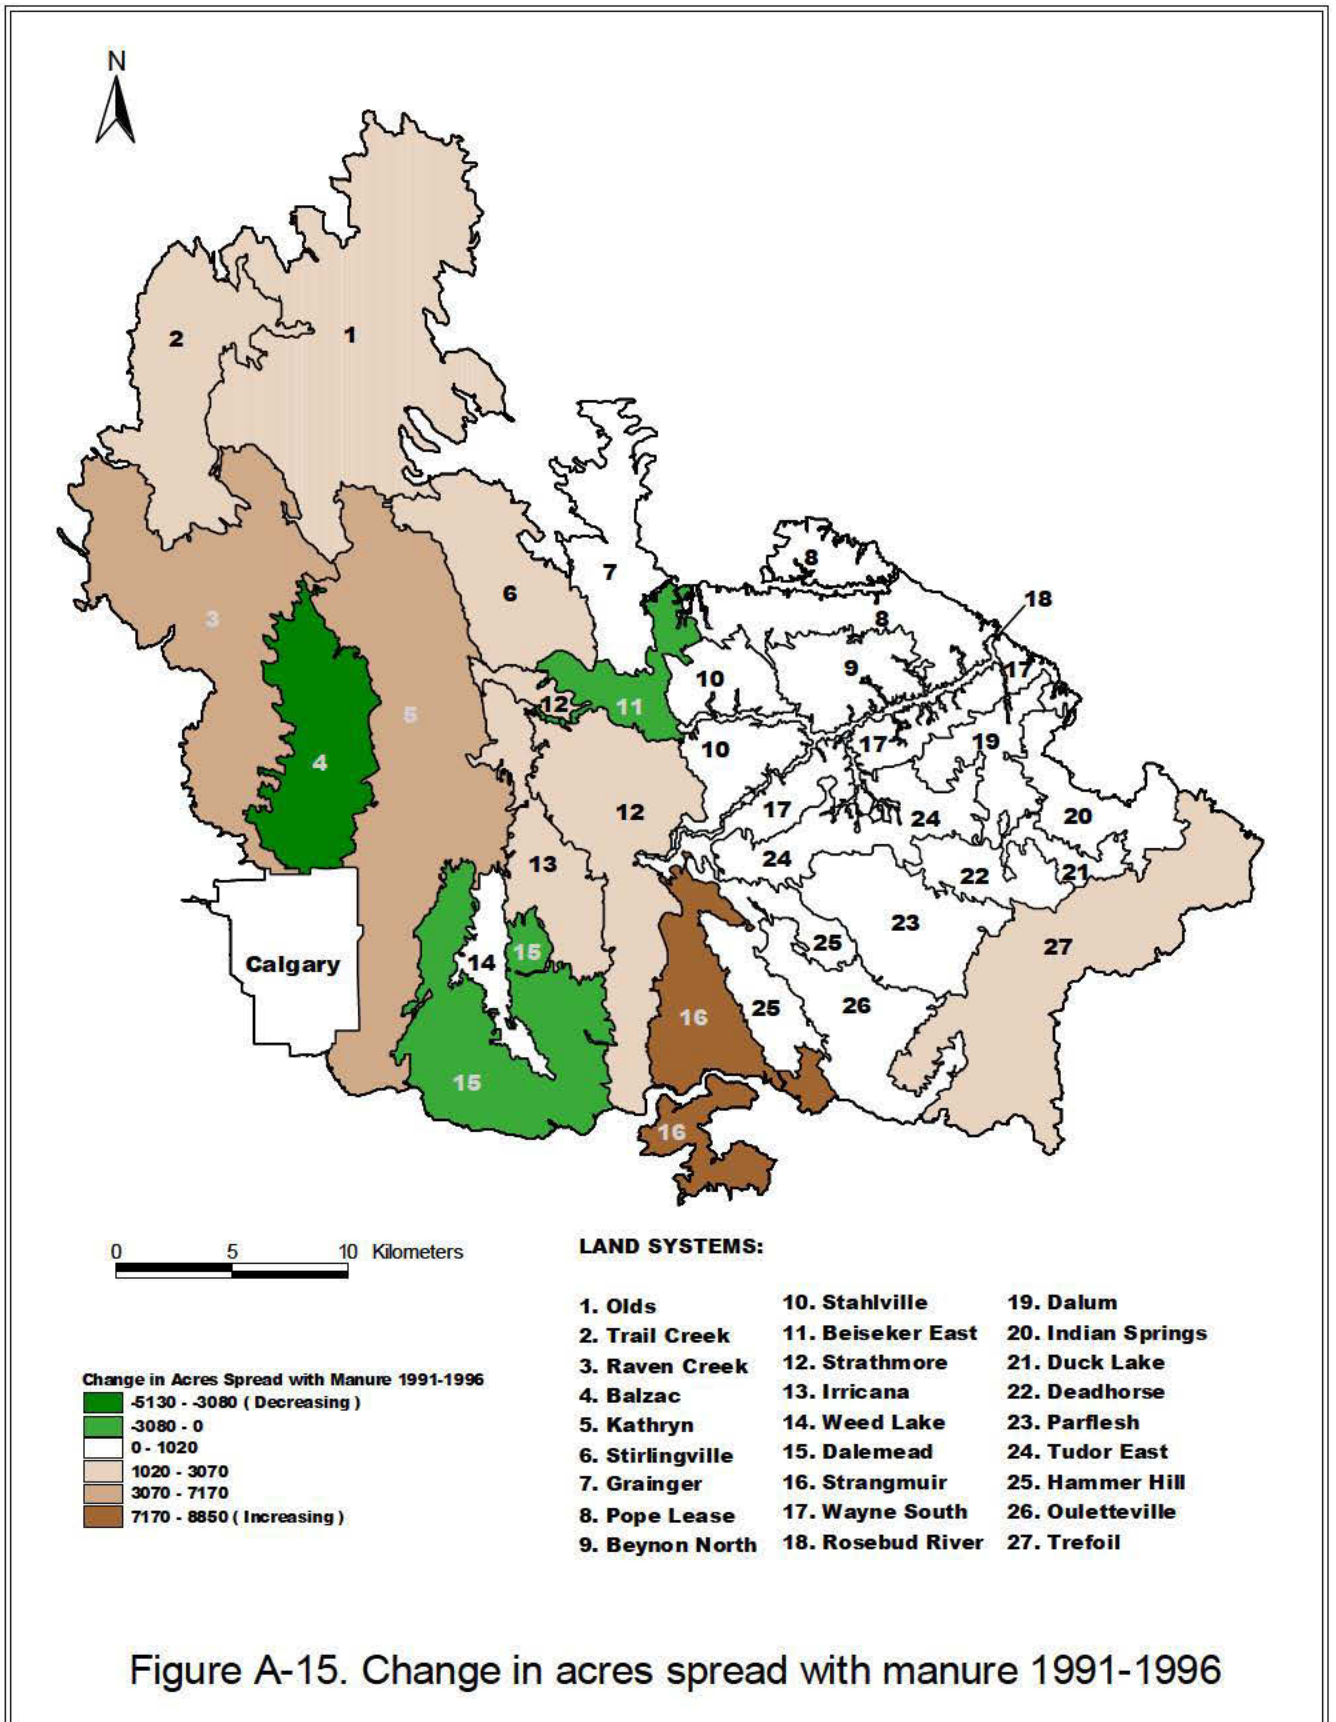 N
2
1
7
8
6
18
3
8
17
9
10
5
12
11
19
17
10
4
12
17
24
20
13
24
22
21
23
27
25
Calgary
14
15
26
25
16
15
16
0 5 10 Kilometers
LAND SYSTEMS:
1. Olds
2. Trail Creek
3. Raven Creek
4. Balzac
5. Kathryn
6. Stirlingville
7. Grainger
8. Pope Lease
9. Beynon North
10. Stahlville
11. Beiseker East
12. Strathmore
13. Irricana
14. Weed Lake
15. Dalemead
16. Strangmuir
17. Wayne South
18. Rosebud River
19. Dalum
20. Indian Springs
21. Duck Lake
22. Deadhorse
23. Parflesh
24. Tudor East
25. Hammer Hill
26. Ouletteville
27. Trefoil
Change in Acres Spread with Manure 1991-1996
-5130 - -3080 ( Decreasing )
-3080 - 0
0 - 1020
1020 - 3070
3070 - 7170
7170 - 8850 ( Increasing )
Figure A-15. Change in acres spread with manure 1991-1996